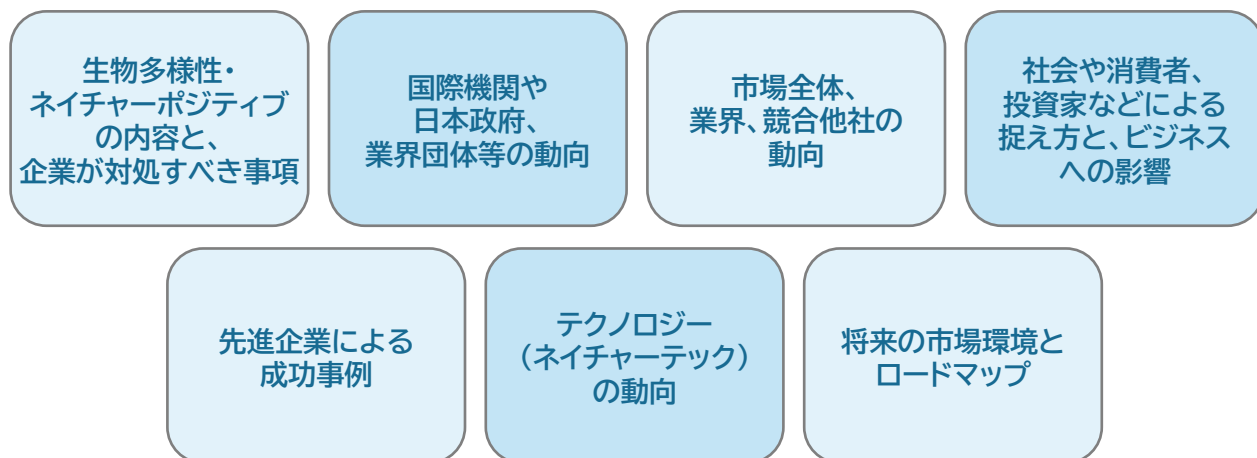 生物多様性・
ネイチャーポジティブ
の内容と、
企業が対処すべき事項
国際機関や
日本政府、
業界団体等の動向
市場全体、
業界、競合他社の
動向
社会や消費者、
投資家などによる
捉え方と、ビジネス
への影響
先進企業による
成功事例
テクノロジー
（ネイチャーテック）
の動向
将来の市場環境と
ロードマップ